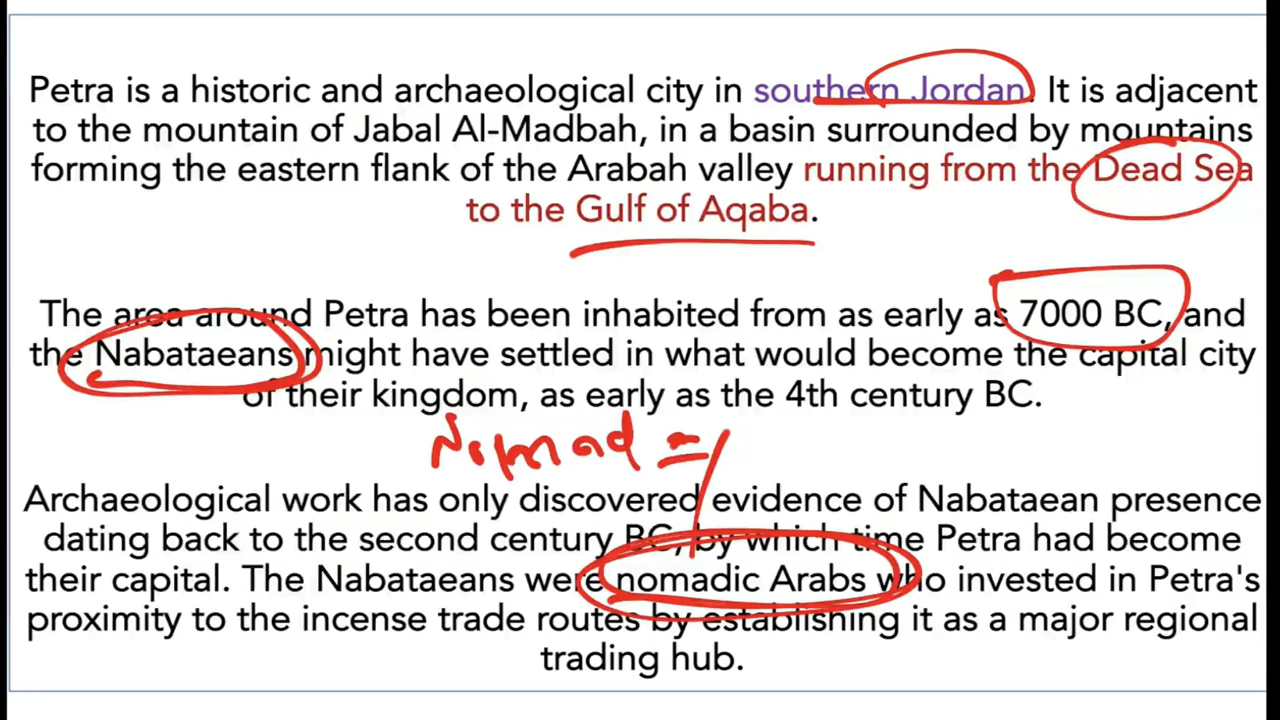 Petra is a historic and archaeological city in southern Jordan. It is adjacent
to the mountain of Jabal Al-Madbah, in a basin surrounded by mountains
forming the eastern flank of the Arabah valley running from the Dead Sea
to the Gulf of Aqaba.
The area around Petra has been inhabited from as early as 7000 BC, and
the Nabataeans might have settled in what would become the capital city
of their kingdom, as early as the 4th century BC.
Nomad =
Archaeological work has only discovered evidence of Nabataean presence
dating back to the second century BC, by which time Petra had become
their capital. The Nabataeans were nomadic Arabs who invested in Petra's
proximity to the incense trade routes by establishing it as a major regional
trading hub.